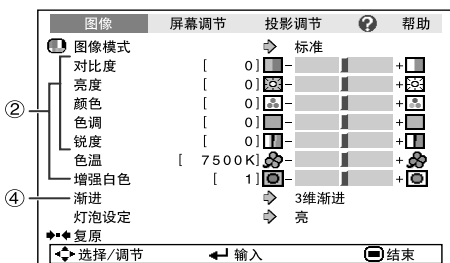 图像 屏幕调节 投影调节 ? 帮助
图像模式 标准
对比度 [ 0] - +
亮度 [ 0] - +
② 颜色 [ 0] - +
色调 [ 0] - +
锐度 [ 0] - +
色温 [ 7500K] - +
增强白色 [ 1] - +
④ 渐进 3维渐进
灯泡设定 亮
复原
选择/调节 输入 结束